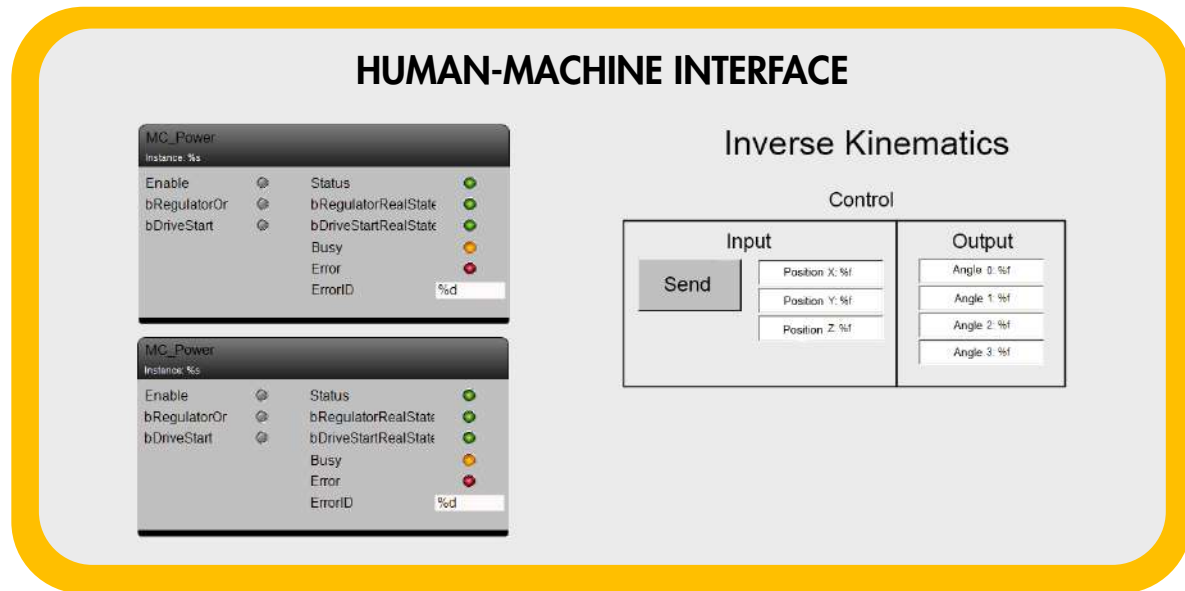 HUMAN-MACHINE INTERFACE
MC_Power
Instance: %s
Enable
Status
bRegulatorOr
bRegulatorRealState
bDriveStart
bDriveStartRealState
Busy
Error
ErrorID
%d
MC_Power
Instance: %s
Enable
Status
bRegulatorOr
bRegulatorRealState
bDriveStart
bDriveStartRealState
Busy
Error
ErrorID
%d
Inverse Kinematics
Control
Input
Send
Position X: %f
Position Y: %f
Position Z: %f
Output
Angle 0: %f
Angle 1: %f
Angle 2: %f
Angle 3: %f